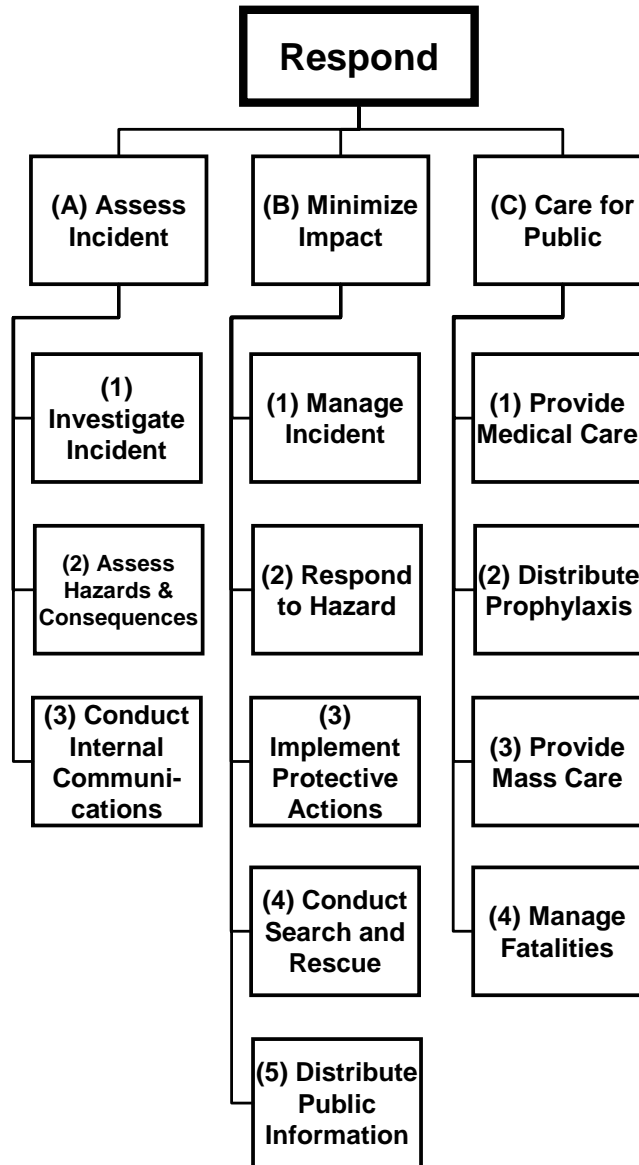 Respond
(A) Assess
Incident
(B) Minimize
Impact
(C) Care for
Public
(1)
Investigate
Incident
(2) Assess
Hazards &
Consequences
(3) Conduct
Internal
Communi-
cations
(1) Manage
Incident
(2) Respond
to Hazard
(3)
Implement
Protective
Actions
(4) Conduct
Search and
Rescue
(5) Distribute
Public
Information
(1) Provide
Medical Care
(2) Distribute
Prophylaxis
(3) Provide
Mass Care
(4) Manage
Fatalities